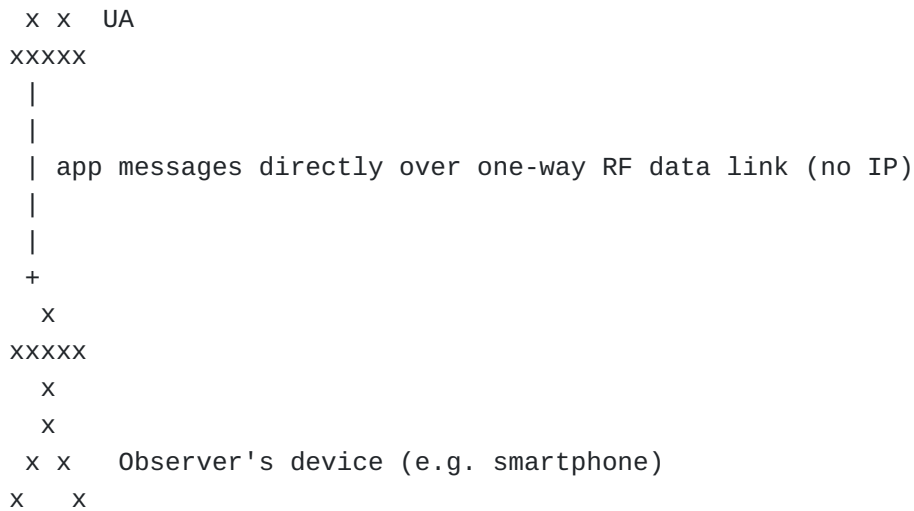 x x  UA
xxxxx
|
|
| app messages directly over one-way RF data link (no IP)
|
|
+
x
xxxxx
x
x
x x   Observer's device (e.g. smartphone)
x   x